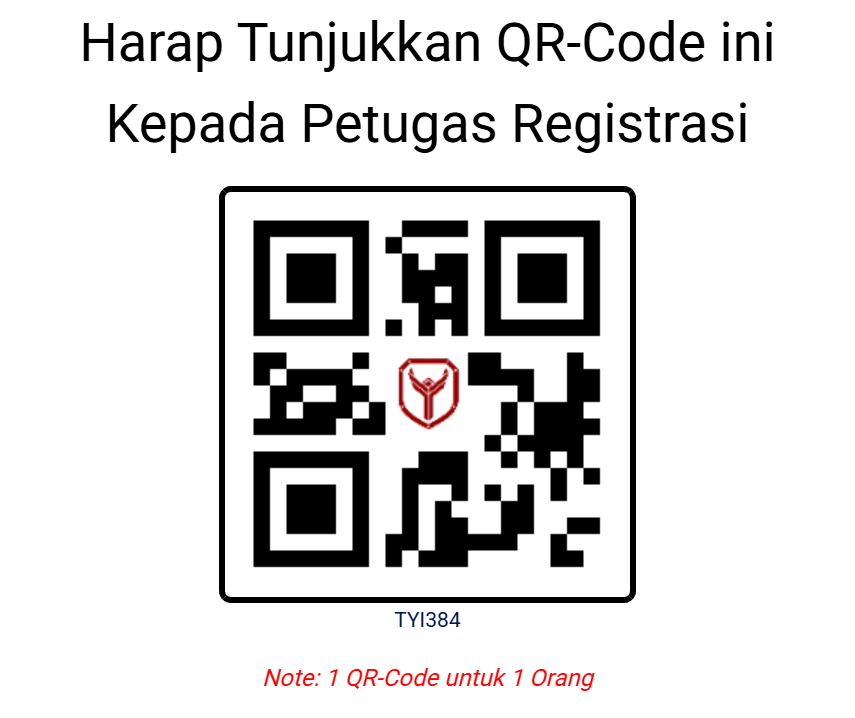 Harap Tunjukkan QR-Code ini
Kepada Petugas Registrasi
TYI384
Note: 1 QR-Code untuk 1 Orang